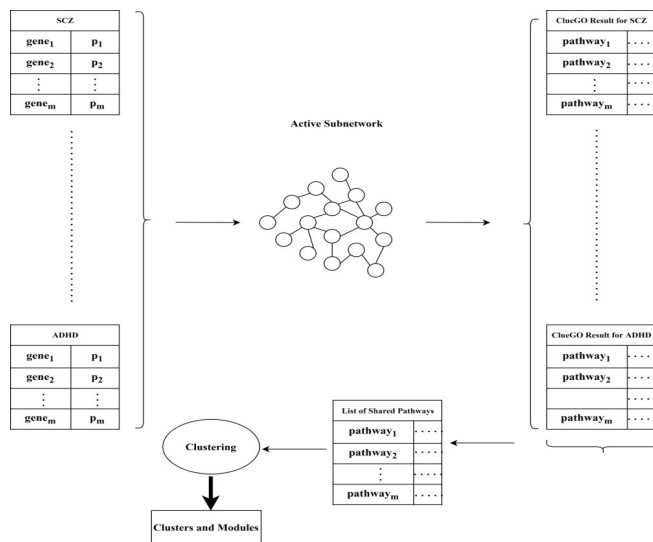 SCZ
gene1 p1
gene2 p2
genem pm
ADHD
gene1 p1
gene2 p2
genem pm
Active Subnetwork
ClueGO Result for SCZ
pathway1 ....
pathway2 ....
....
pathwaym ....
ClueGO Result for ADHD
pathway1 ....
pathway2 ....
....
pathwaym ....
List of Shared Pathways
pathway1 .....
pathway2 .....
.....
pathwaym .....
Clustering
Clusters and Modules